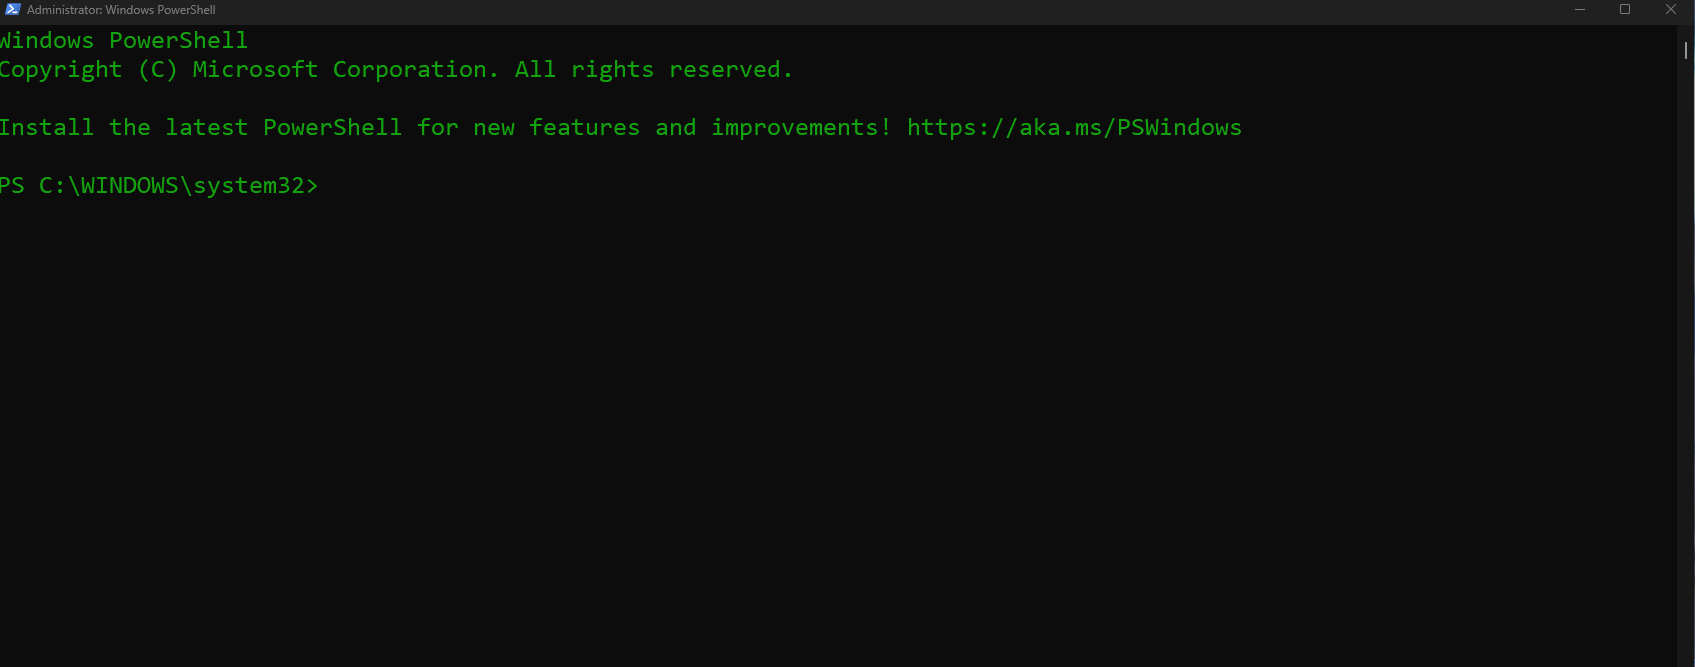 Administrator: Windows PowerShell
Windows PowerShell
Copyright (C) Microsoft Corporation. All rights reserved.
Install the latest PowerShell for new features and improvements! https://aka.ms/PSWindows
PS C:\WINDOWS\system32>